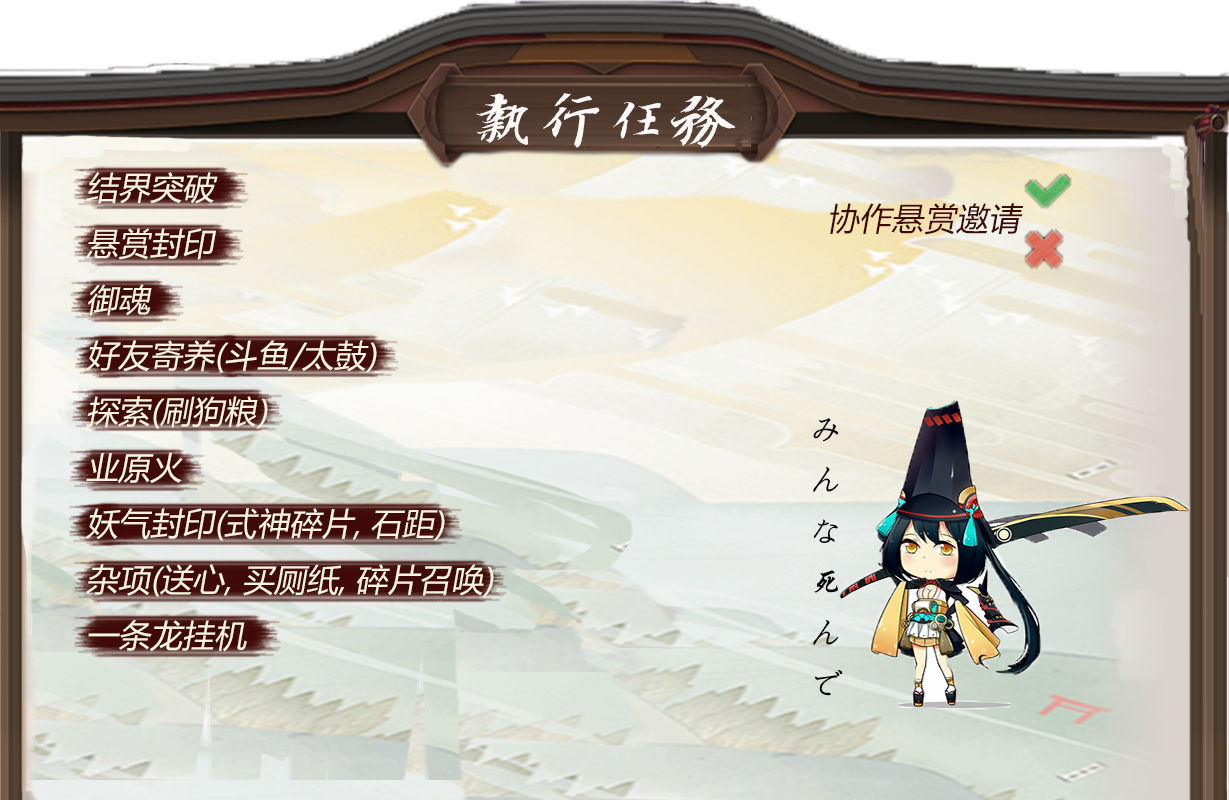 執行任務
结界突破
悬赏封印
御魂
好友寄养(斗鱼/太鼓)
探索(刷狗粮)
业原火
妖气封印(式神碎片, 石距)
杂项(送心, 买厕纸, 碎片召唤)
一条龙挂机
协作悬赏邀请
みんな死んで